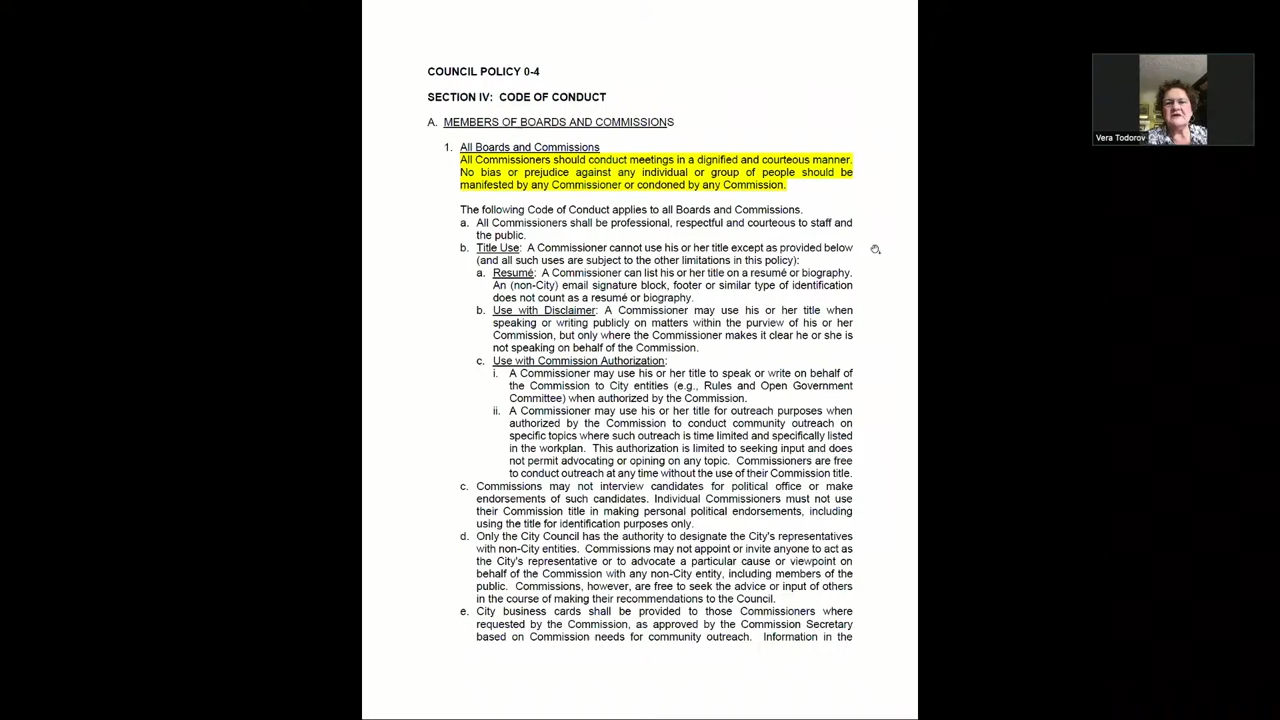 COUNCIL POLICY 0-4
SECTION IV: CODE OF CONDUCT
A. MEMBERS OF BOARDS AND COMMISSIONS
1. All Boards and Commissions
All Commissioners should conduct meetings in a dignified and courteous manner.
No bias or prejudice against any individual or group of people should be
manifested by any Commissioner or condoned by any Commission.
The following Code of Conduct applies to all Boards and Commissions.
a. All Commissioners shall be professional, respectful and courteous to staff and
the public.
b. Title Use: A Commissioner cannot use his or her title except as provided below
(and all such uses are subject to the other limitations in this policy):
a. Resumé: A Commissioner can list his or her title on a resumé or biography.
An (non-City) email signature block, footer or similar type of identification
does not count as a resumé or biography.
b. Use with Disclaimer: A Commissioner may use his or her title when
speaking or writing publicly on matters within the purview of his or her
Commission, but only where the Commissioner makes it clear he or she is
not speaking on behalf of the Commission.
c. Use with Commission Authorization:
i. A Commissioner may use his or her title to speak or write on behalf of
the Commission to City entities (e.g., Rules and Open Government
Committee) when authorized by the Commission.
ii. A Commissioner may use his or her title for outreach purposes when
authorized by the Commission to conduct community outreach on
specific topics where such outreach is time limited and specifically listed
in the workplan. This authorization is limited to seeking input and does
not permit advocating or opining on any topic. Commissioners are free
to conduct outreach at any time without the use of their Commission title.
c. Commissions may not interview candidates for political office or make
endorsements of such candidates. Individual Commissioners must not use
their Commission title in making personal political endorsements, including
using the title for identification purposes only.
d. Only the City Council has the authority to designate the City's representatives
with non-City entities. Commissions may not appoint or invite anyone to act as
the City's representative or to advocate a particular cause or viewpoint on
behalf of the Commission with any non-City entity, including members of the
public. Commissions, however, are free to seek the advice or input of others
in the course of making their recommendations to the Council.
e. City business cards shall be provided to those Commissioners where
requested by the Commission, as approved by the Commission Secretary
based on Commission needs for community outreach. Information in the
Vera Todorov